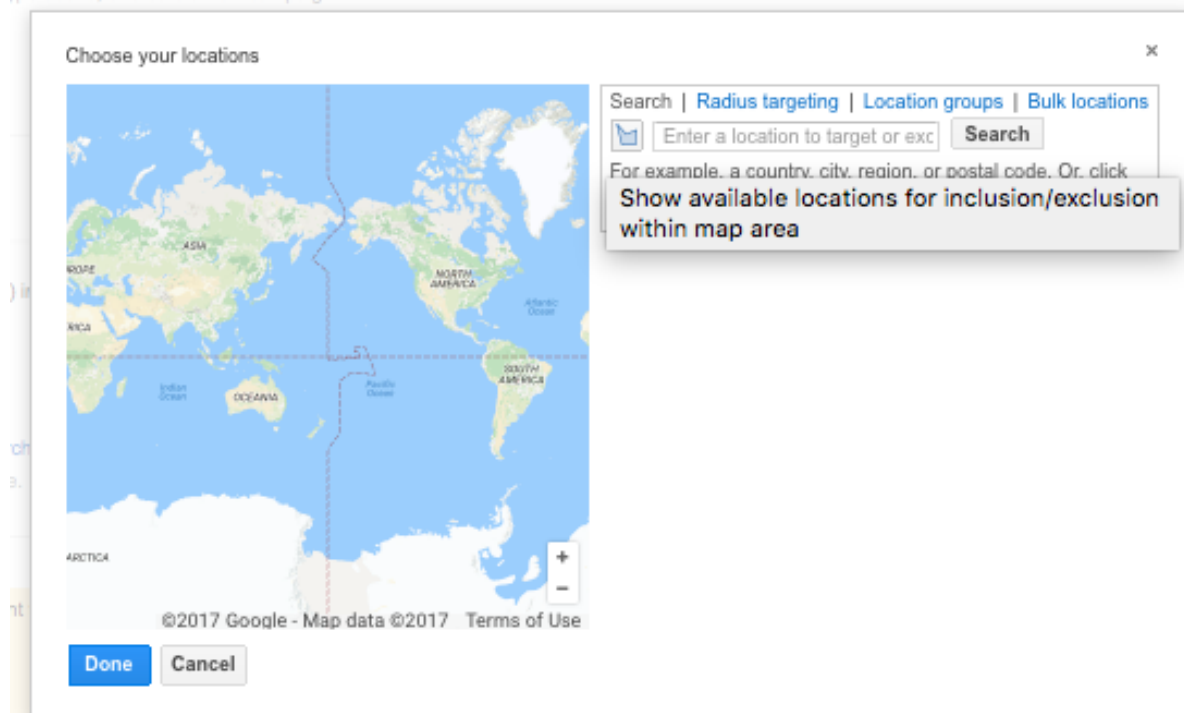 Choose your locations
×
Search | Radius targeting | Location groups | Bulk locations
Enter a location to target or exc
Search
For example, a country, city, region, or postal code. Or, click
Show available locations for inclusion/exclusion
within map area
ASIA
ROPE
NORTH
AMERICA
Atlantic
Ocean
RICA
SOUTH
AMERICA
Indian
Ocean
OCEANIA
Pacific
Ocean
ARCTICA
+
−
©2017 Google - Map data ©2017 Terms of Use
Done
Cancel